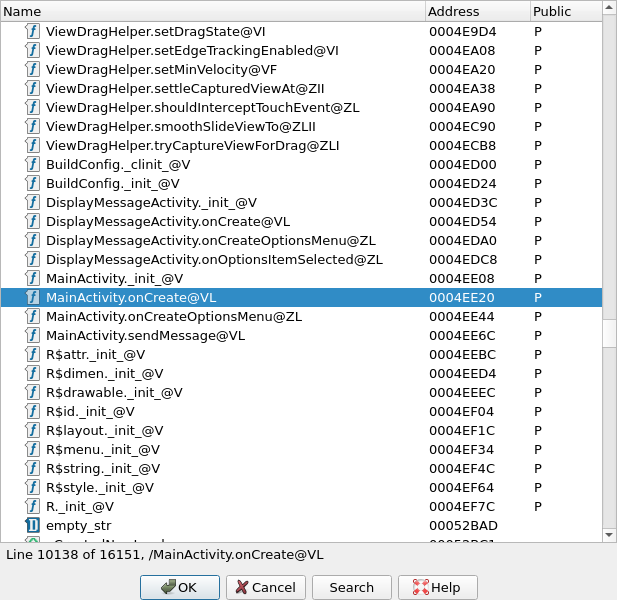 Name Address Public
ViewDragHelper.setDragState@VI 0004E9D4 P
ViewDragHelper.setEdgeTrackingEnabled@VI 0004EA08 P
ViewDragHelper.setMinVelocity@VF 0004EA20 P
ViewDragHelper.settleCapturedViewAt@ZII 0004EA38 P
ViewDragHelper.shouldInterceptTouchEvent@ZL 0004EA90 P
ViewDragHelper.smoothSlideViewTo@ZLII 0004EC90 P
ViewDragHelper.tryCaptureViewForDrag@ZLI 0004ECB8 P
BuildConfig._clinit_@V 0004ED00 P
BuildConfig._init_@V 0004ED24 P
DisplayMessageActivity._init_@V 0004ED3C P
DisplayMessageActivity.onCreate@VL 0004ED54 P
DisplayMessageActivity.onCreateOptionsMenu@ZL 0004EDA0 P
DisplayMessageActivity.onOptionsItemSelected@ZL 0004EDC8 P
MainActivity._init_@V 0004EE08 P
MainActivity.onCreate@VL 0004EE20 P
MainActivity.onCreateOptionsMenu@ZL 0004EE44 P
MainActivity.sendMessage@VL 0004EE6C P
R$attr._init_@V 0004EEBC P
R$dimen._init_@V 0004EED4 P
R$drawable._init_@V 0004EEEC P
R$id._init_@V 0004EF04 P
R$layout._init_@V 0004EF1C P
R$menu._init_@V 0004EF34 P
R$string._init_@V 0004EF4C P
R$style._init_@V 0004EF64 P
R._init_@V 0004EF7C P
empty_str 00052BAD
Line 10138 of 16151, /MainActivity.onCreate@VL
OK Cancel Search Help